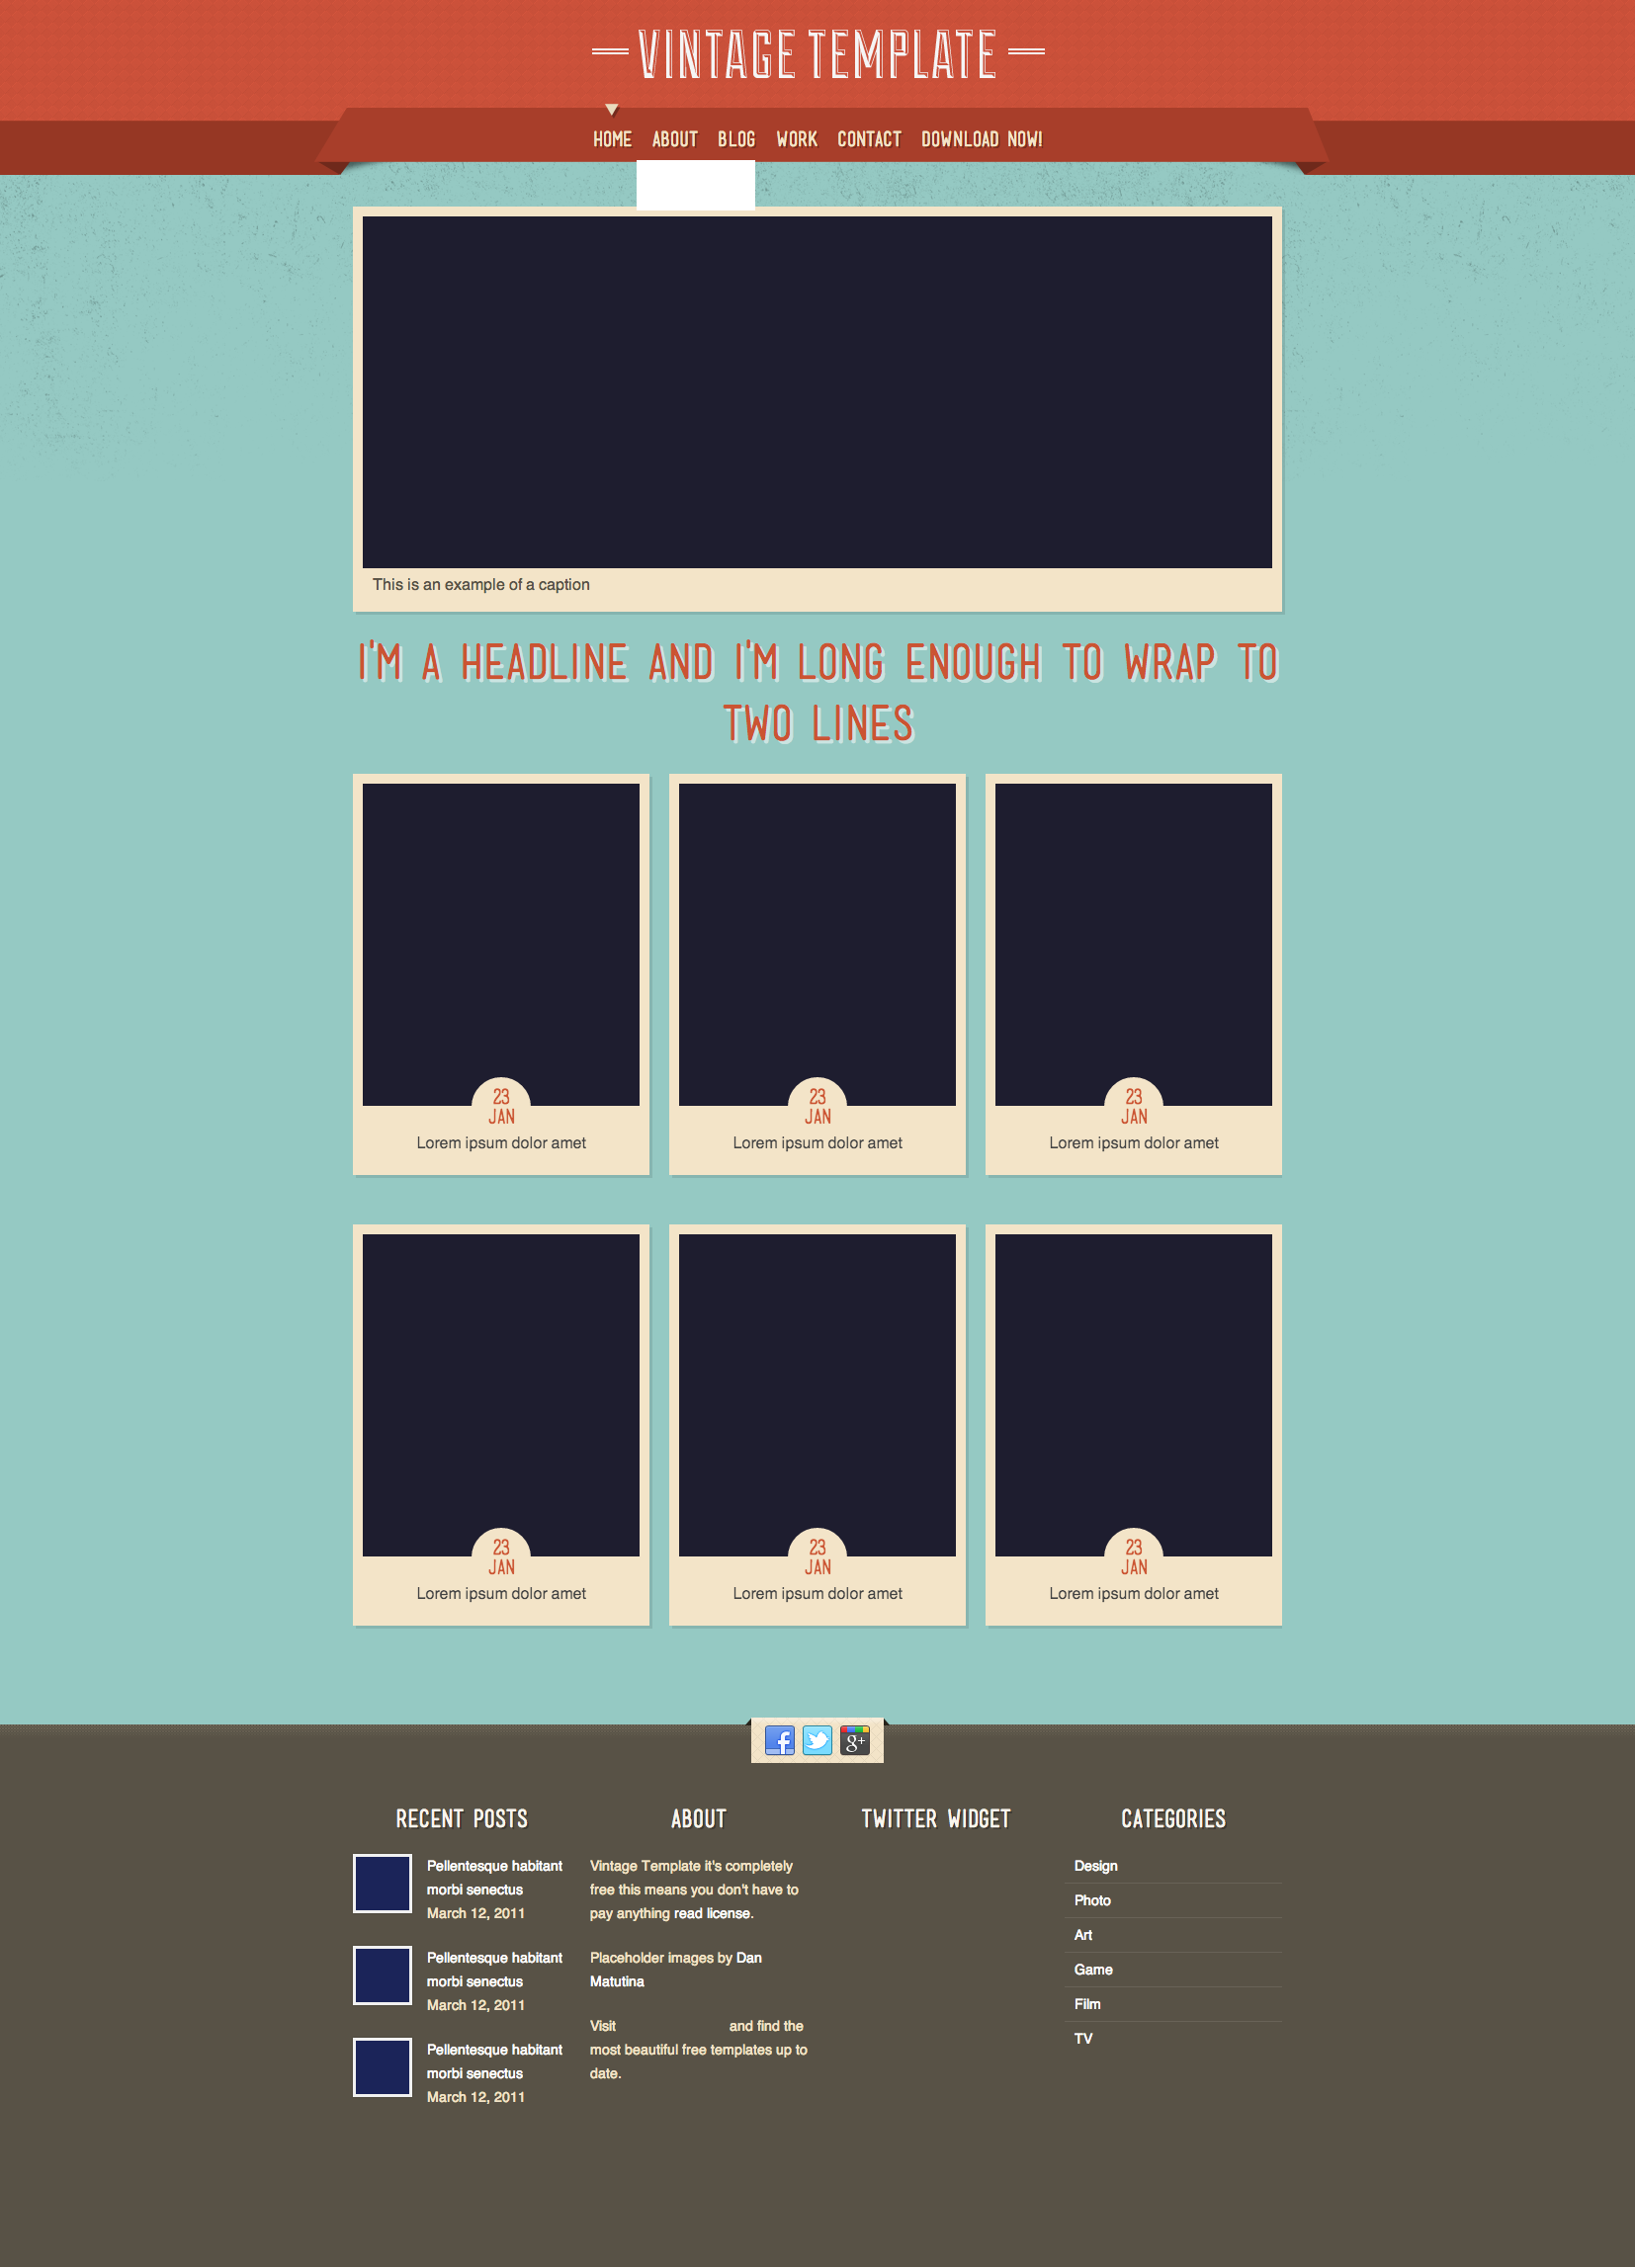 VINTAGE TEMPLATE
HOME ABOUT BLOG WORK CONTACT DOWNLOAD NOW!
This is an example of a caption
I'M A HEADLINE AND I'M LONG ENOUGH TO WRAP TO
TWO LINES
23
JAN
Lorem ipsum dolor amet
23
JAN
Lorem ipsum dolor amet
23
JAN
Lorem ipsum dolor amet
23
JAN
Lorem ipsum dolor amet
23
JAN
Lorem ipsum dolor amet
23
JAN
Lorem ipsum dolor amet
RECENT POSTS
Pellentesque habitant
morbi senectus
March 12, 2011
Pellentesque habitant
morbi senectus
March 12, 2011
Pellentesque habitant
morbi senectus
March 12, 2011
ABOUT
Vintage Template it's completely
free this means you don't have to
pay anything read license.
Placeholder images by Dan
Matutina
Visit and find the
most beautiful free templates up to
date.
TWITTER WIDGET
CATEGORIES
Design
Photo
Art
Game
Film
TV